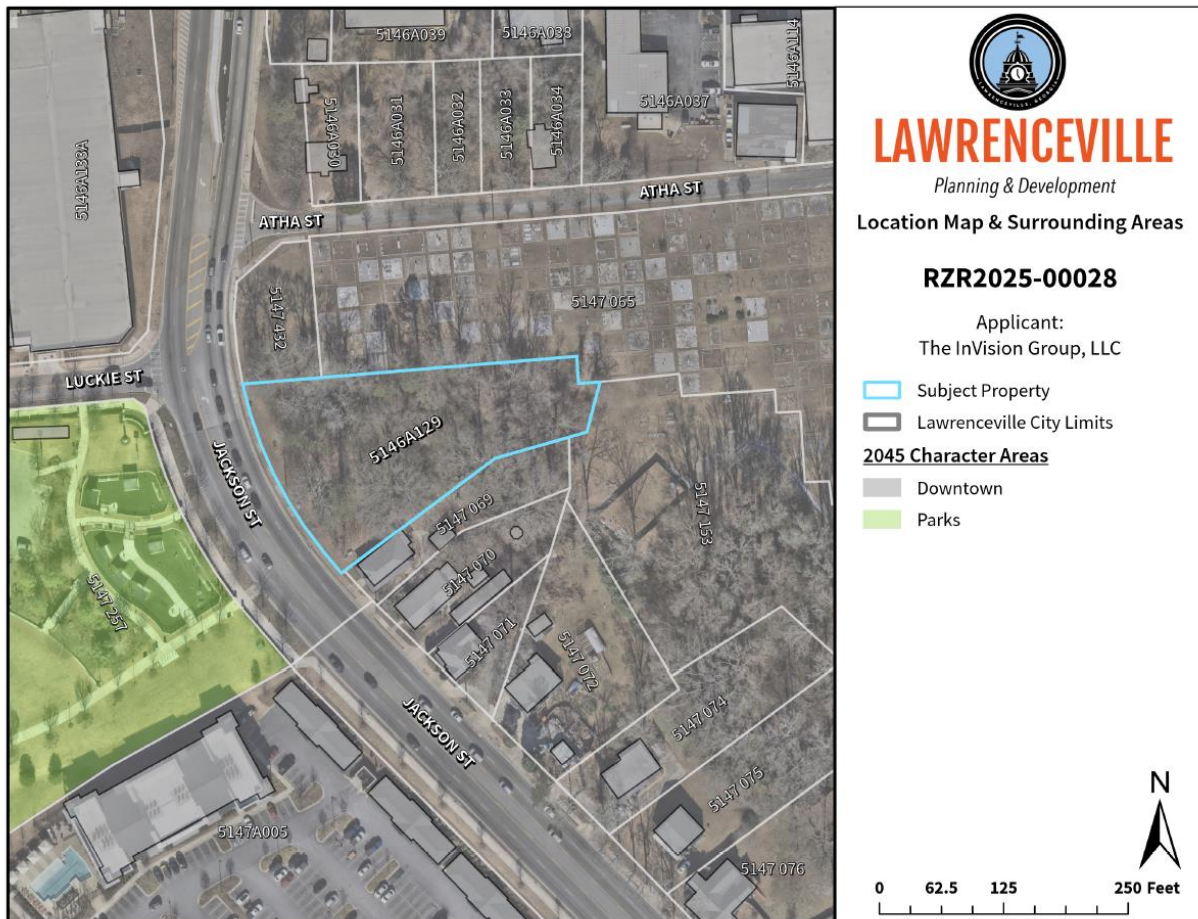 5146A039
5146A038
5146A114
5146A133A
5146A030
5146A031
5146A032
5146A033
5146A034
5146A037
ATHA ST
ATHA ST
5147 432
5147 065
LUCKIE ST
5146A129
JACKSON ST
5147 069
5147 153
5147 070
5147 257
5147 071
5147 072
JACKSON ST
5147 074
5147 075
5147A005
5147 076
LAWRENCEVILLE, GEORGIA
LAWRENCEVILLE
Planning & Development
Location Map & Surrounding Areas
RZR2025-00028
Applicant:
The InVision Group, LLC
Subject Property
Lawrenceville City Limits
2045 Character Areas
Downtown
Parks
N
0 62.5 125 250 Feet